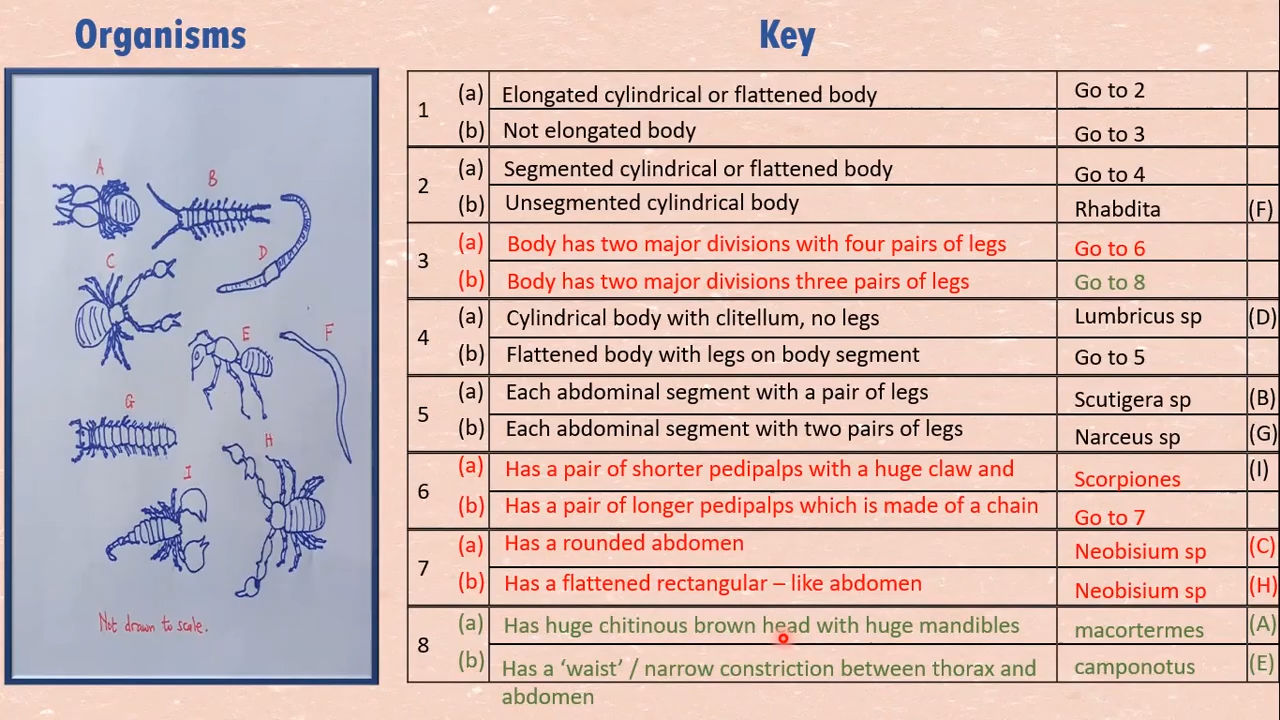 Organisms
Key
A
B
C
D
E
F
G
H
I
Not drawn to scale.
1 (a) Elongated cylindrical or flattened body Go to 2
(b) Not elongated body Go to 3
2 (a) Segmented cylindrical or flattened body Go to 4
(b) Unsegmented cylindrical body Rhabdita (F)
3 (a) Body has two major divisions with four pairs of legs Go to 6
(b) Body has two major divisions three pairs of legs Go to 8
4 (a) Cylindrical body with clitellum, no legs Lumbricus sp (D)
(b) Flattened body with legs on body segment Go to 5
5 (a) Each abdominal segment with a pair of legs Scutigera sp (B)
(b) Each abdominal segment with two pairs of legs Narceus sp (G)
6 (a) Has a pair of shorter pedipalps with a huge claw and Scorpiones (I)
(b) Has a pair of longer pedipalps which is made of a chain Go to 7
7 (a) Has a rounded abdomen Neobisium sp (C)
(b) Has a flattened rectangular – like abdomen Neobisium sp (H)
8 (a) Has huge chitinous brown head with huge mandibles macortermes (A)
(b) Has a ‘waist’ / narrow constriction between thorax and camponotus (E)
abdomen